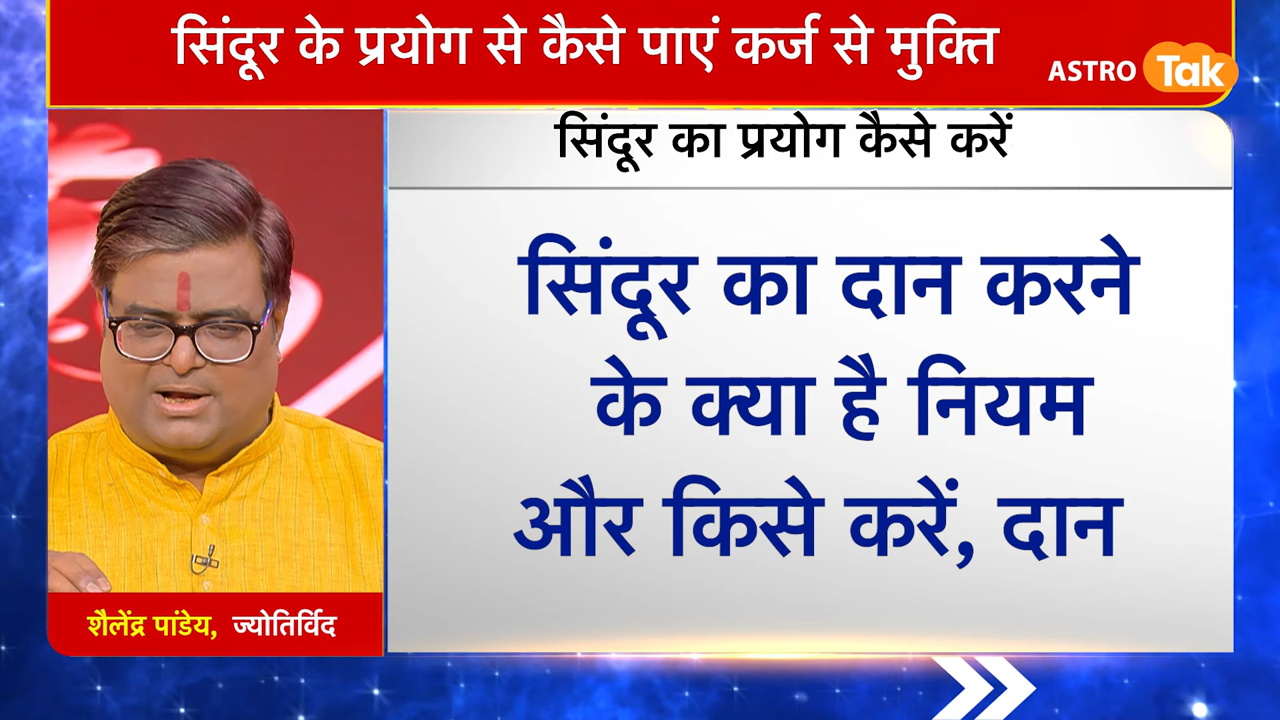 सिंदूर के प्रयोग से कैसे पाएं कर्ज से मुक्ति
ASTRO Tak
सिंदूर का प्रयोग कैसे करें
सिंदूर का दान करने
के क्या है नियम
और किसे करें, दान
शैलेंद्र पांडेय, ज्योतिर्विद